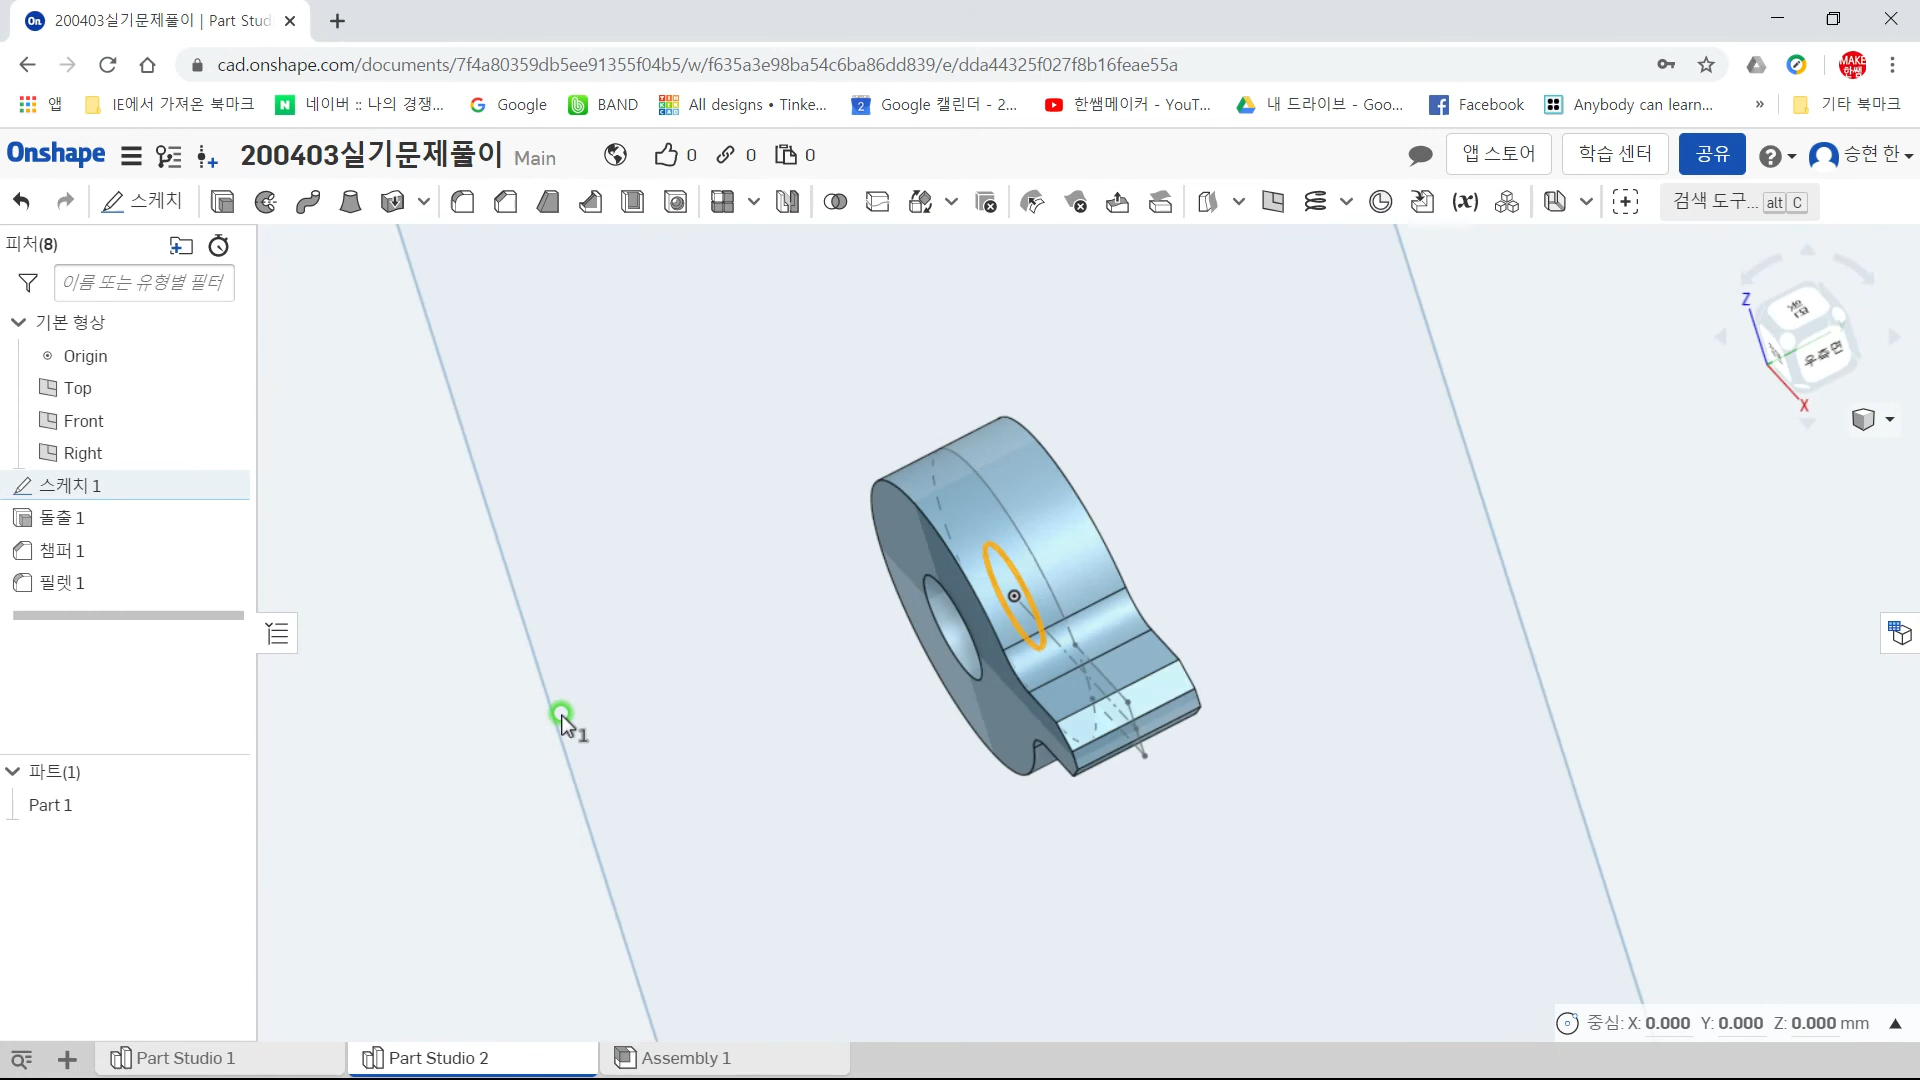 200403실기문제풀이 | Part Stud
cad.onshape.com/documents/7f4a80359db5ee91355f04b5/w/f635a3e98ba54c6ba86dd839/e/dda44325f027f8b16feae55a
MAKE 한쌤
앱 IE에서 가져온 북마크 네이버 :: 나의 경쟁... Google BAND All designs • Tinke... Google 캘린더 - 2... 한쌤메이커 - YouT... 내 드라이브 - Goo... Facebook Anybody can learn... » 기타 북마크
Onshape 200403실기문제풀이 Main 0 0 0 앱 스토어 학습 센터 공유 승현 한
스케치 검색 도구... alt C
피처(8)
이름 또는 유형별 필터
기본 형상
Origin
Top
Front
Right
스케치 1
돌출 1
챔퍼 1
필렛 1
파트(1)
Part 1
Z
우측면
X
1
중심: X: 0.000 Y: 0.000 Z: 0.000 mm
Part Studio 1 Part Studio 2 Assembly 1